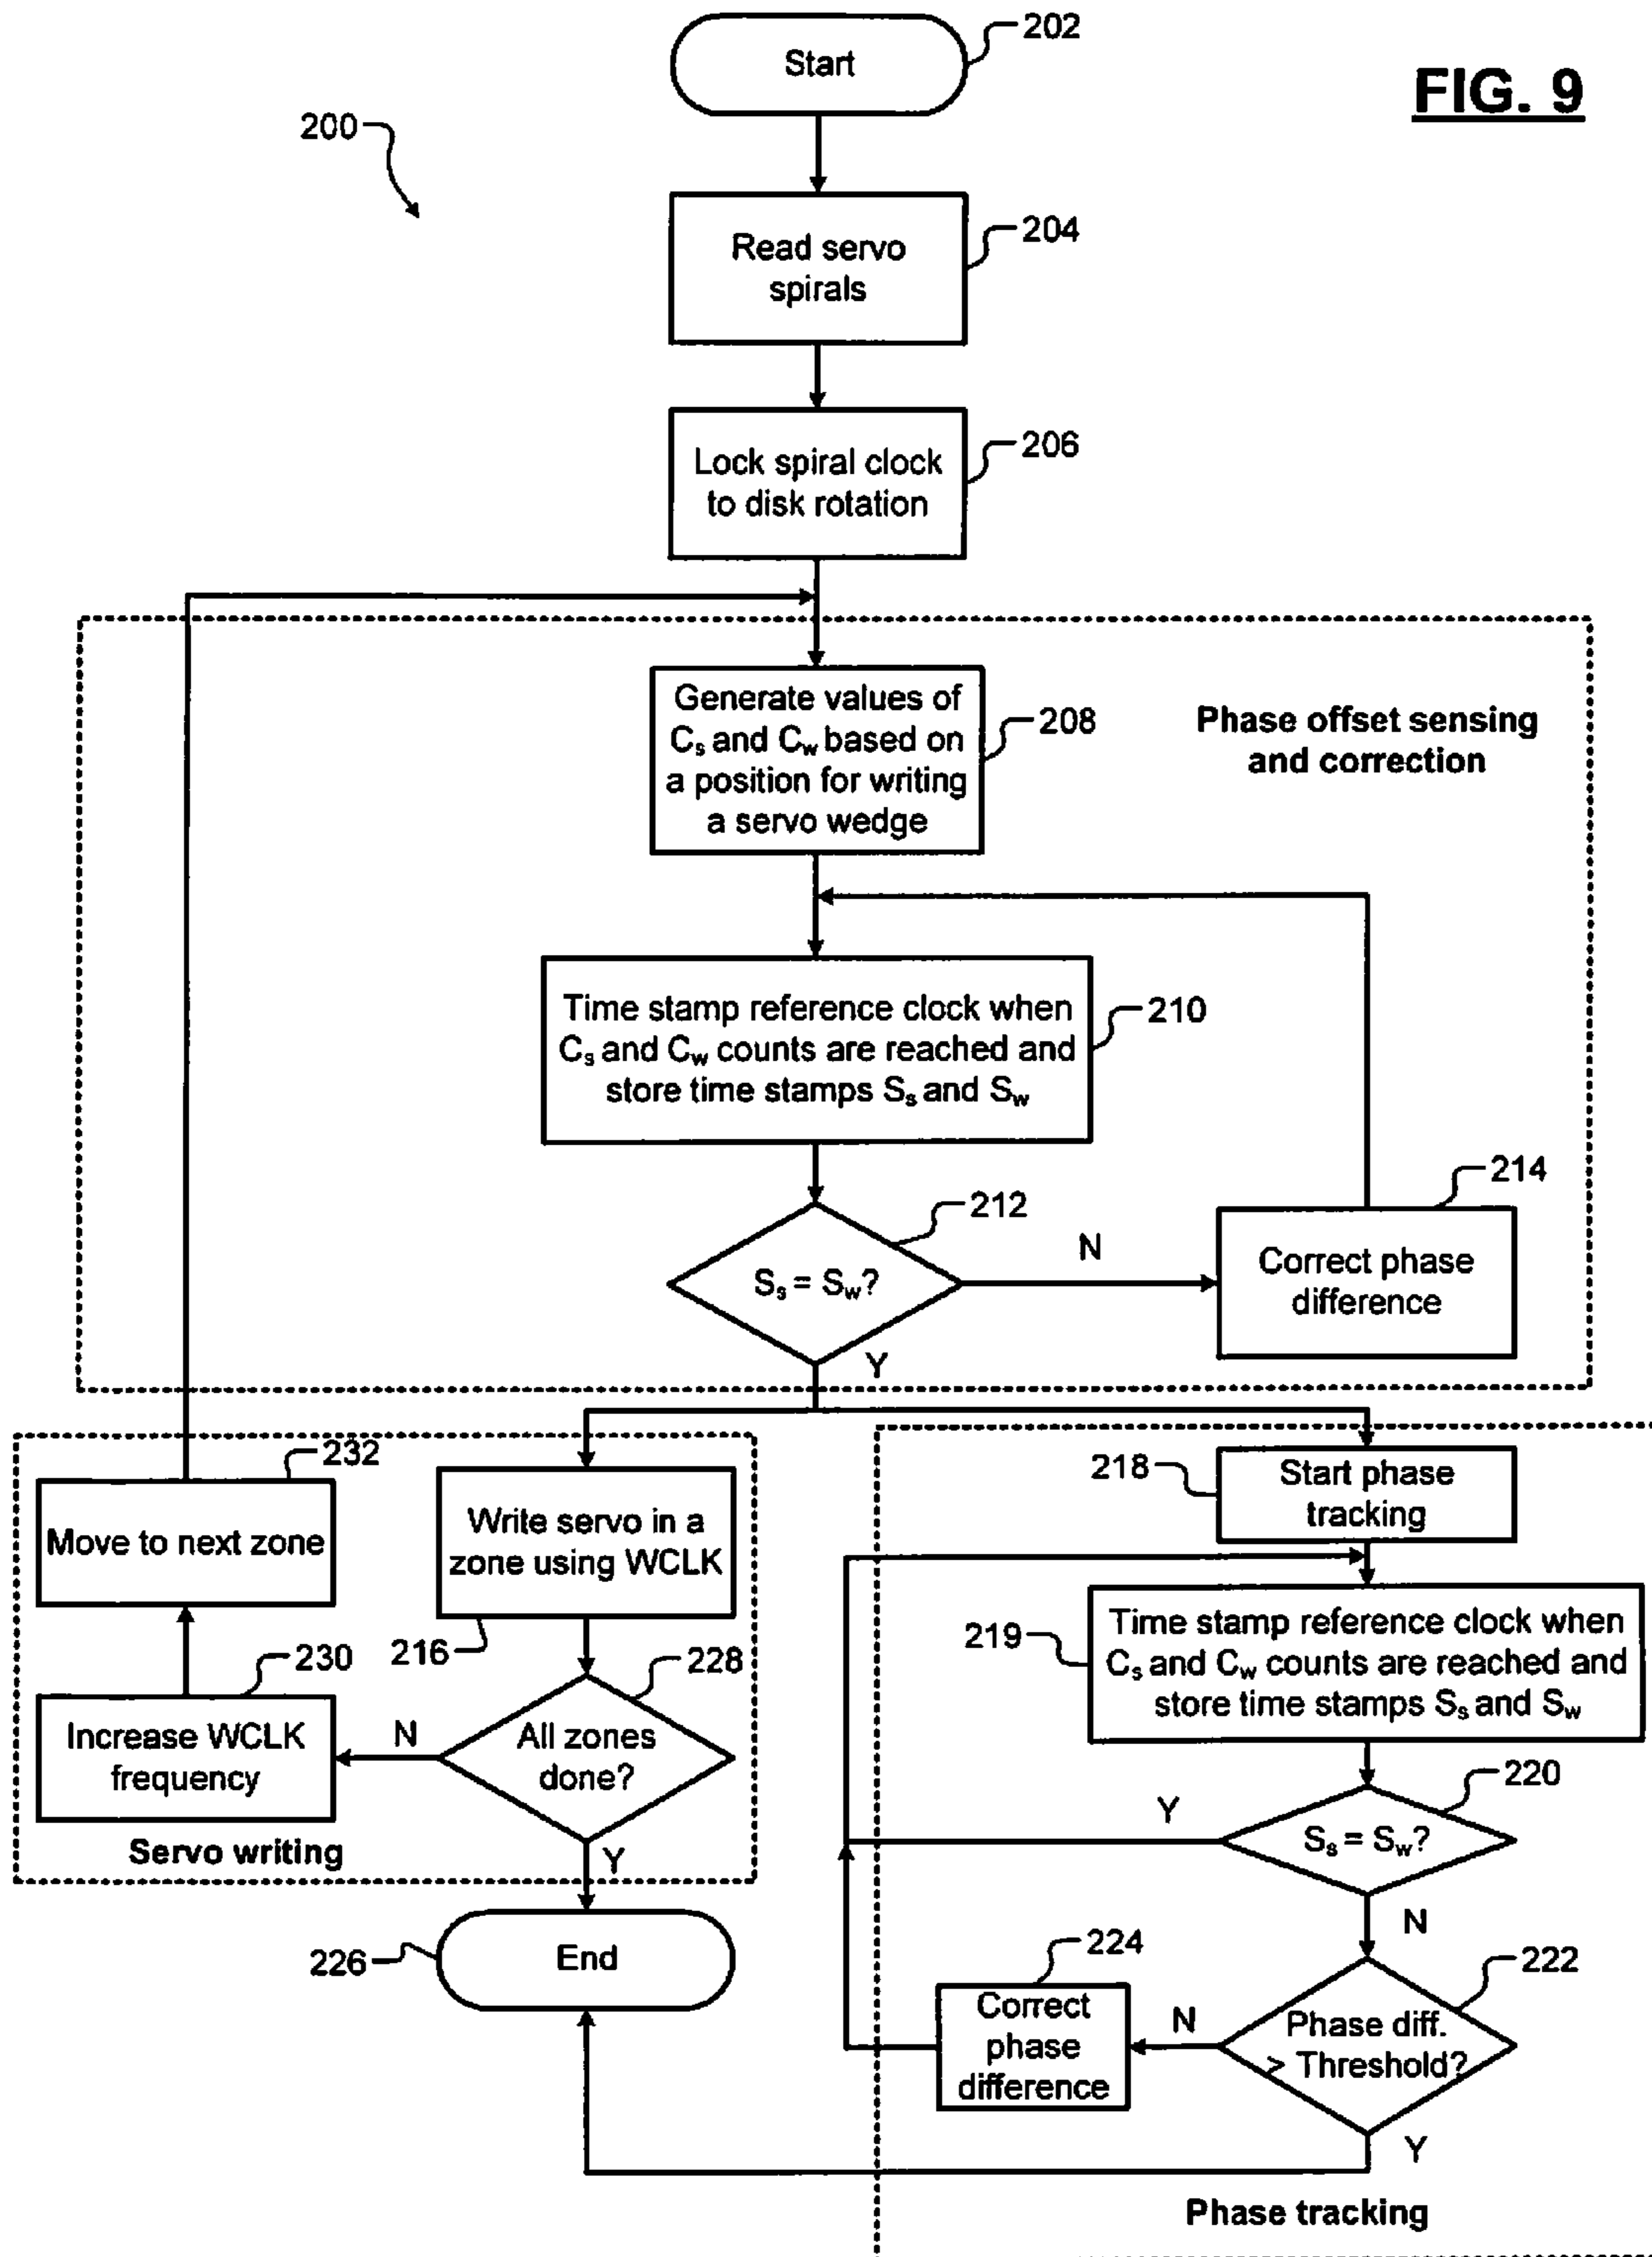 202
Start
FIG. 9
200
204
Read servo
spirals
206
Lock spiral clock
to disk rotation
Generate values of
Cs and Cw based on
a position for writing
a servo wedge
208
Phase offset sensing
and correction
Time stamp reference clock when
Cs and Cw counts are reached and
store time stamps Ss and Sw
210
212
Ss = Sw?
N
Y
214
Correct phase
difference
232
Move to next zone
Write servo in a
zone using WCLK
216
230
Increase WCLK
frequency
N
228
All zones
done?
Y
Servo writing
226
End
218
Start phase
tracking
219
Time stamp reference clock when
Cs and Cw counts are reached and
store time stamps Ss and Sw
220
Y
Ss = Sw?
N
224
Correct
phase
difference
N
222
Phase diff.
> Threshold?
Y
Phase tracking